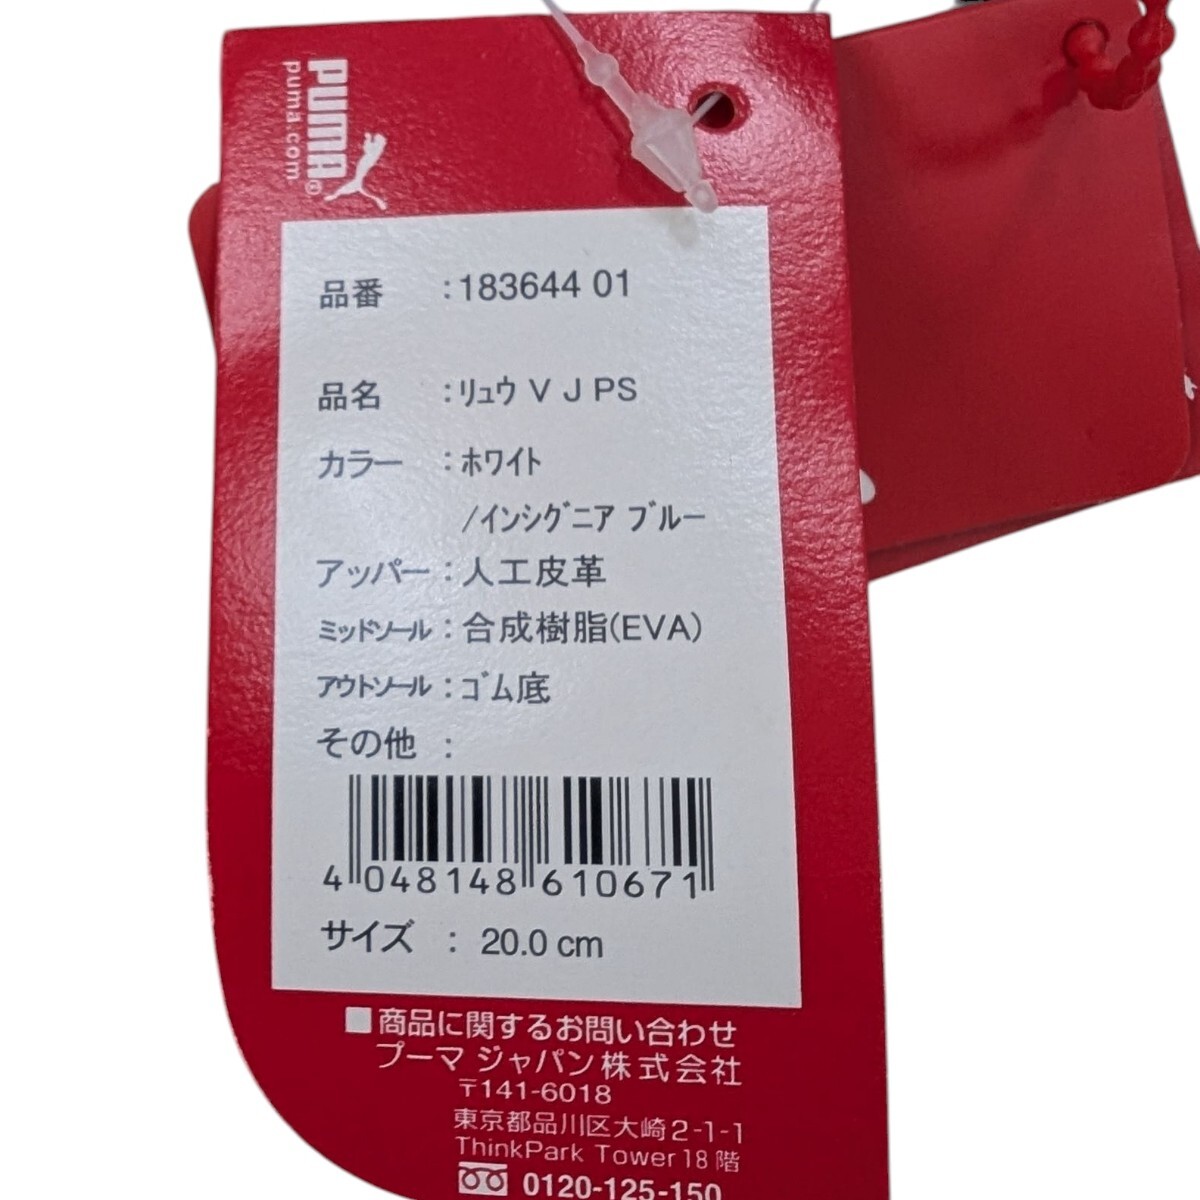 PUMA®
puma.com
品番 : 183644 01
品名 : ﾘｭｳ V J PS
カラー : ﾎﾜｲﾄ
/ｲﾝｼｸﾞﾆｱ ﾌﾞﾙｰ
アッパー : 人工皮革
ミッドソール : 合成樹脂(EVA)
アウトソール : ｺﾞﾑ底
その他 :
4 048148 610671
サイズ : 20.0 cm
■商品に関するお問い合わせ
プーマ ジャパン株式会社
〒141-6018
東京都品川区大崎2-1-1
ThinkPark Tower 18階
0120-125-150